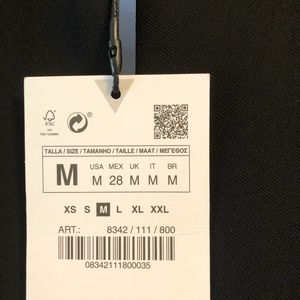 FSC
TALLA / SIZE / TAMANHO / TAILLE / MAAT / ΜΕΓΕΘΟΣ
M
USA MEX UK IT BR
M 28 M M M
XS S M L XL XXL
ART.: 8342 / 111 / 800
08342111800035